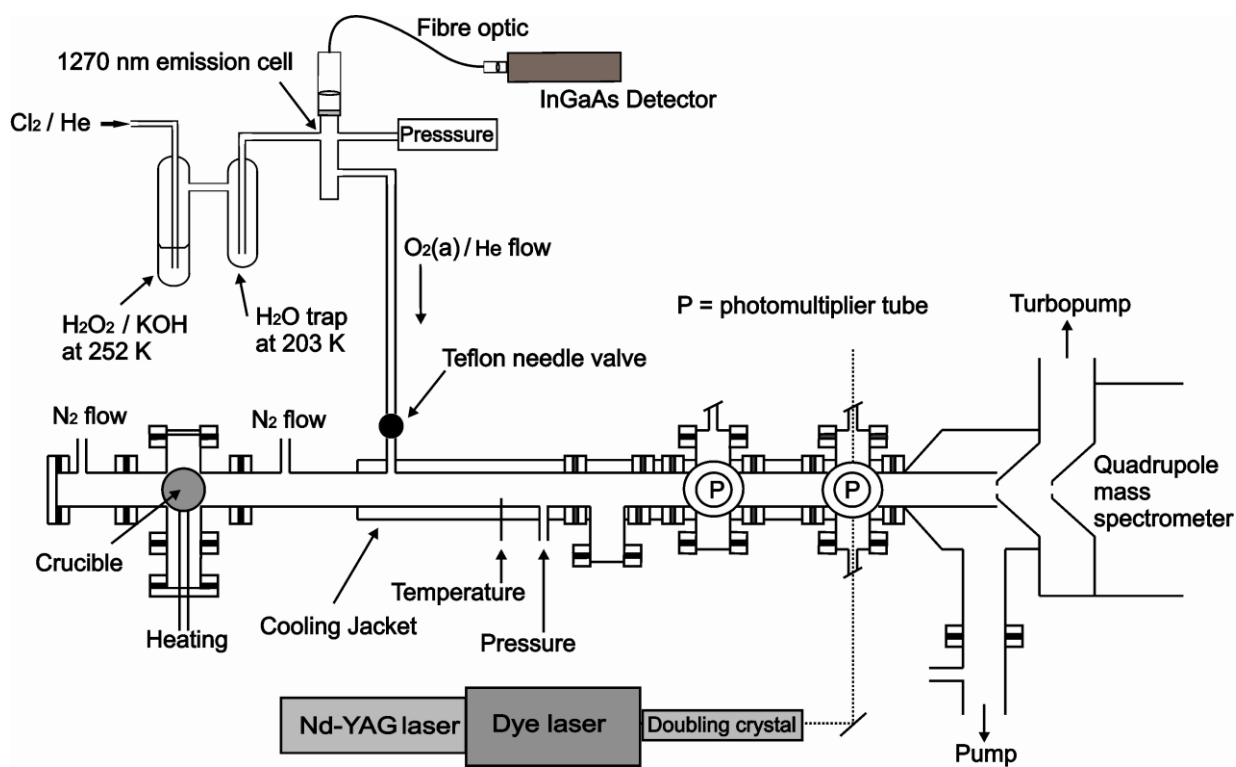 Fibre optic
1270 nm emission cell
InGaAs Detector
Cl2 / He
Presssure
O2(a) / He flow
H2O2 / KOH
at 252 K
H2O trap
at 203 K
P = photomultiplier tube
Turbopump
Teflon needle valve
N2 flow
N2 flow
P
P
Quadrupole
mass
spectrometer
Crucible
Heating
Cooling Jacket
Temperature
Pressure
Nd-YAG laser
Dye laser
Doubling crystal
Pump